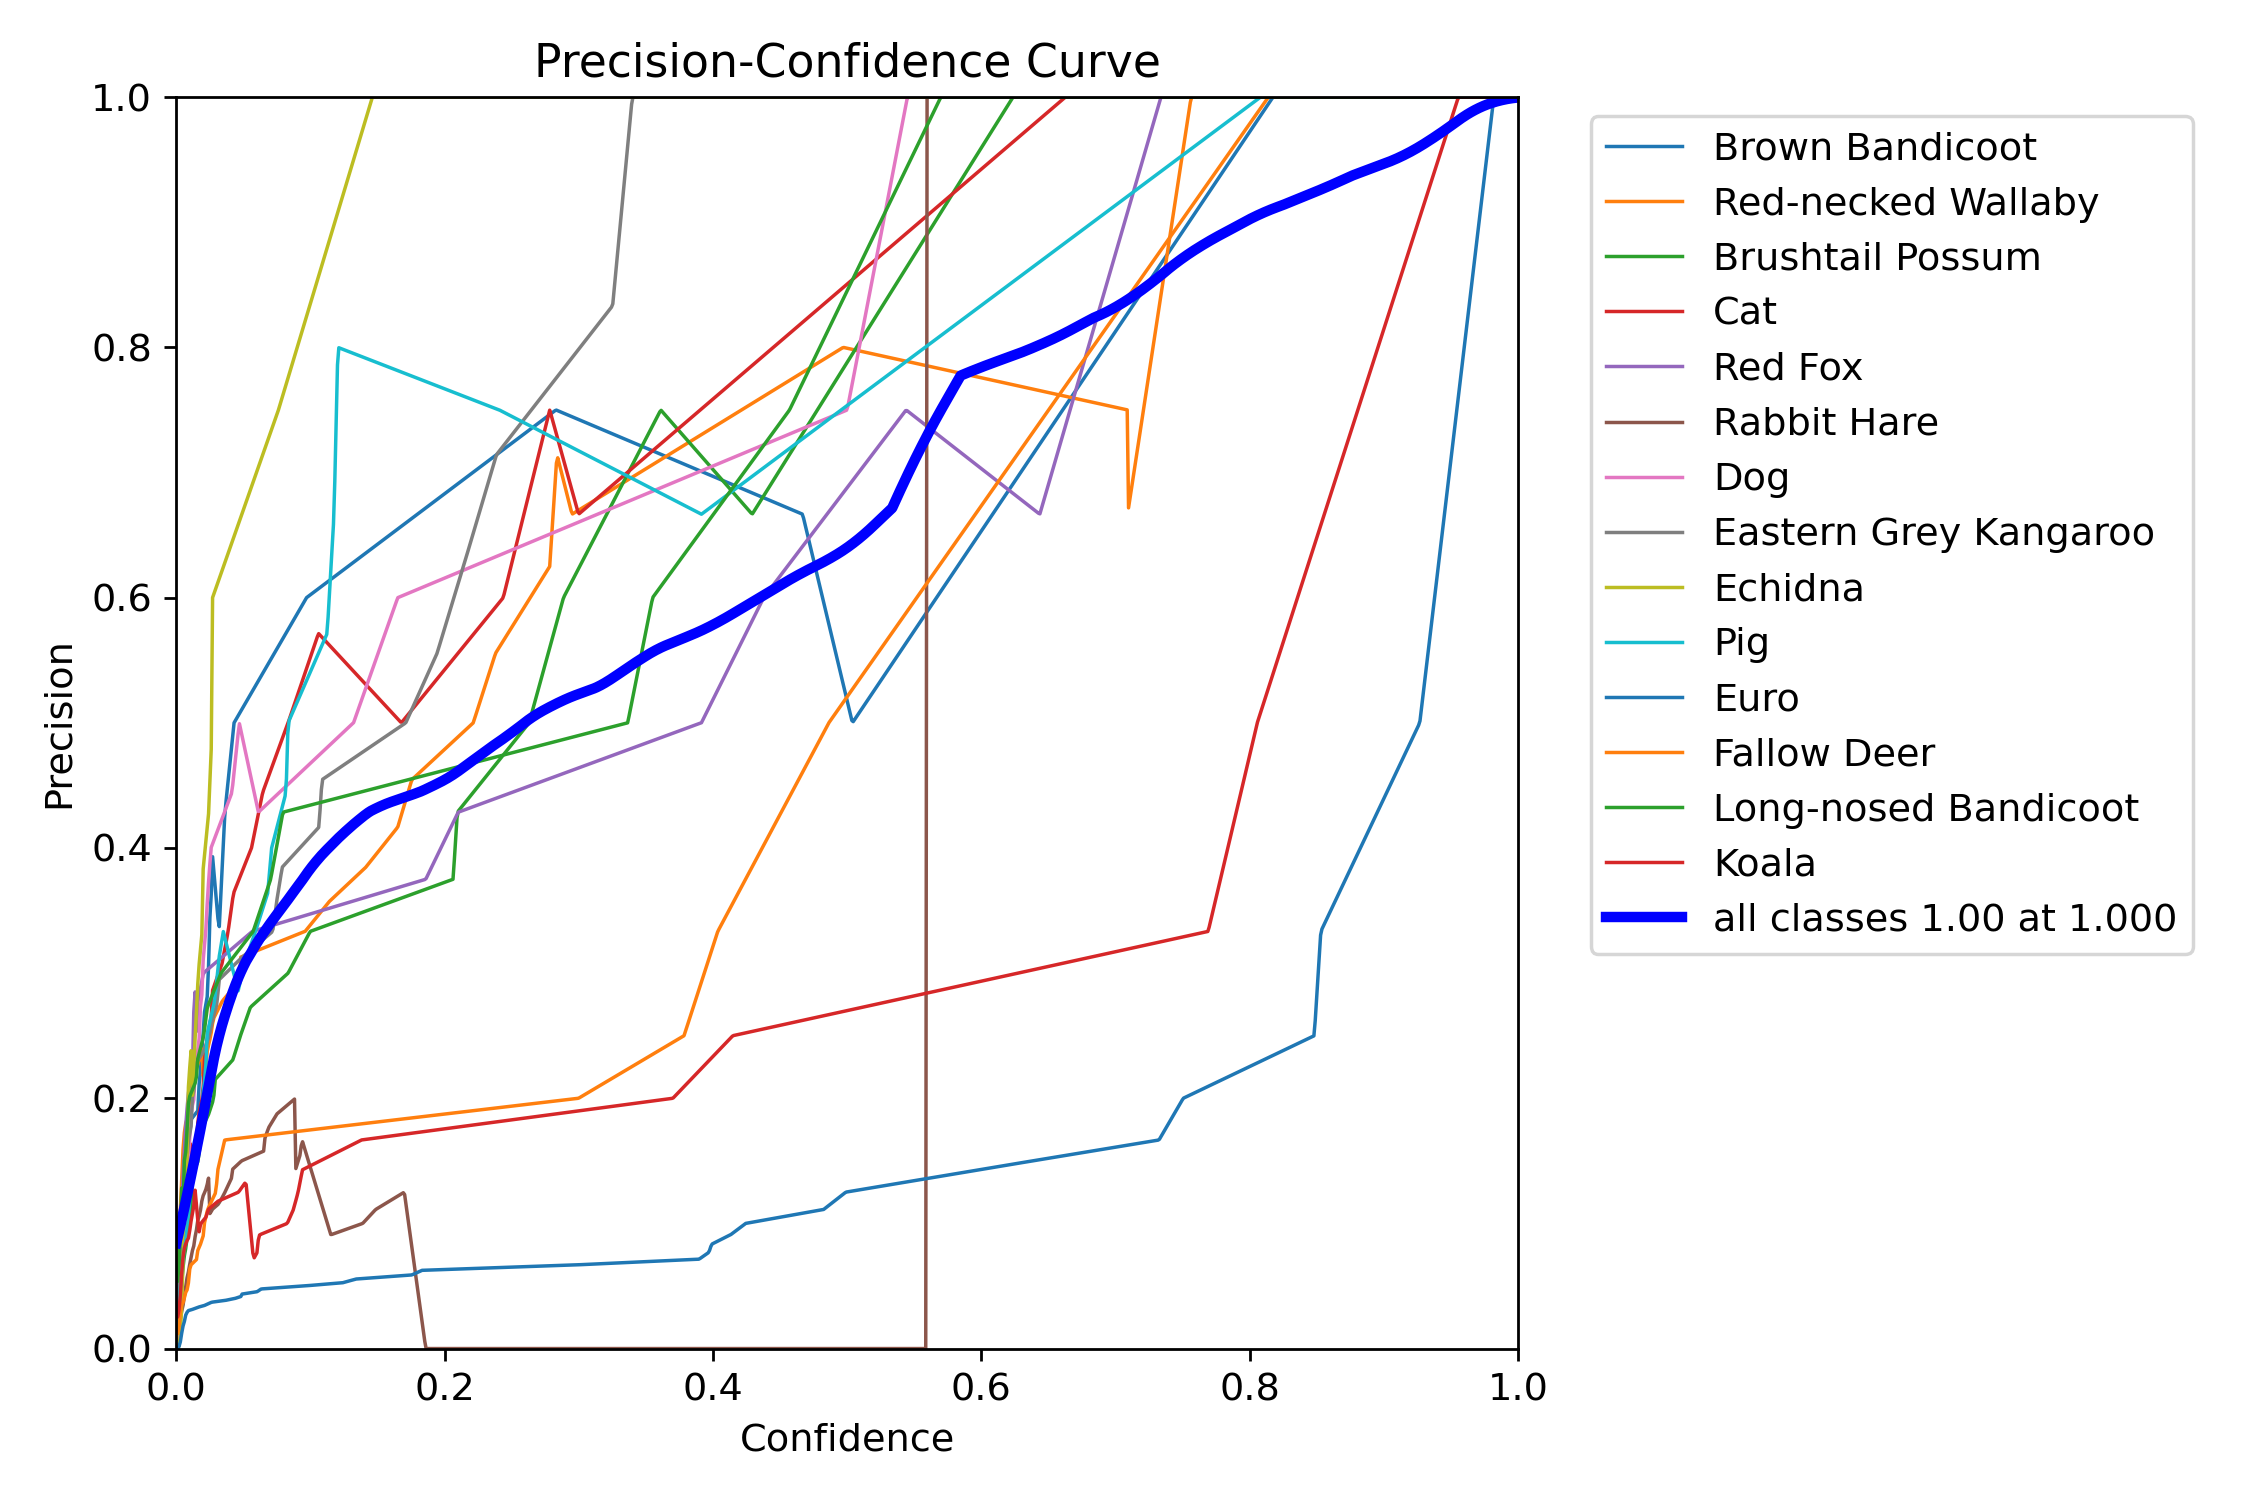 Precision-Confidence Curve
1.0
0.8
0.6
0.4
0.2
0.0
Precision
0.0 0.2 0.4 0.6 0.8 1.0
Confidence
Brown Bandicoot
Red-necked Wallaby
Brushtail Possum
Cat
Red Fox
Rabbit Hare
Dog
Eastern Grey Kangaroo
Echidna
Pig
Euro
Fallow Deer
Long-nosed Bandicoot
Koala
all classes 1.00 at 1.000